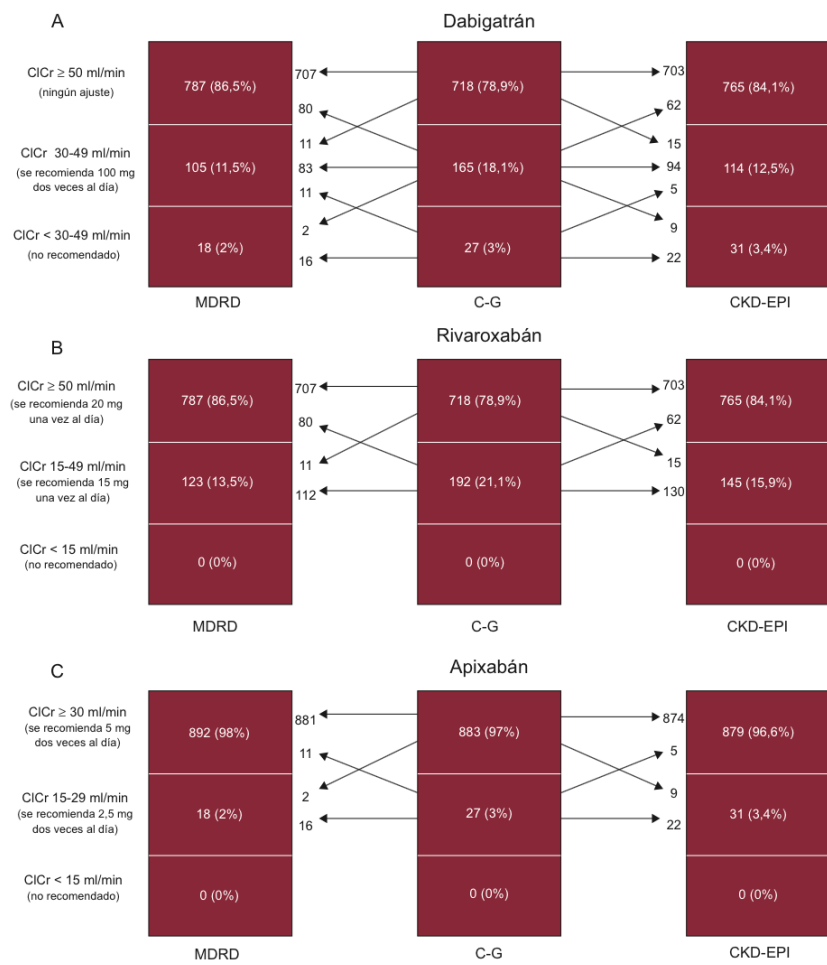 A
Dabigatrán
ClCr ≥ 50 ml/min
(ningún ajuste)
787 (86,5%)
707
718 (78,9%)
703
765 (84,1%)
80
62
11
15
ClCr 30-49 ml/min
(se recomienda 100 mg
dos veces al día)
105 (11,5%)
83
165 (18,1%)
94
114 (12,5%)
11
5
2
9
ClCr < 30-49 ml/min
(no recomendado)
18 (2%)
16
27 (3%)
22
31 (3,4%)
MDRD
C-G
CKD-EPI
B
Rivaroxabán
ClCr ≥ 50 ml/min
(se recomienda 20 mg
una vez al día)
787 (86,5%)
707
718 (78,9%)
703
765 (84,1%)
80
62
11
15
ClCr 15-49 ml/min
(se recomienda 15 mg
una vez al día)
123 (13,5%)
112
192 (21,1%)
130
145 (15,9%)
ClCr < 15 ml/min
(no recomendado)
0 (0%)
0 (0%)
0 (0%)
MDRD
C-G
CKD-EPI
C
Apixabán
ClCr ≥ 30 ml/min
(se recomienda 5 mg
dos veces al día)
892 (98%)
881
883 (97%)
874
879 (96,6%)
11
5
2
9
ClCr 15-29 ml/min
(se recomienda 2,5 mg
dos veces al día)
18 (2%)
16
27 (3%)
22
31 (3,4%)
ClCr < 15 ml/min
(no recomendado)
0 (0%)
0 (0%)
0 (0%)
MDRD
C-G
CKD-EPI